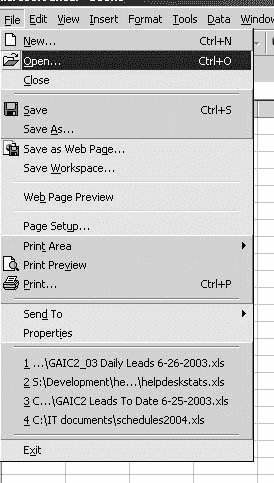 File Edit View Insert Format Tools Data Window
New... Ctrl+N
Open... Ctrl+O
Close
Save Ctrl+S
Save As...
Save as Web Page...
Save Workspace...
Web Page Preview
Page Setup...
Print Area
Print Preview
Print... Ctrl+P
Send To
Properties
1 ...\GAIC2_03 Daily Leads 6-26-2003.xls
2 S:\Development\he...\helpdeskstats.xls
3 C...\GAIC2 Leads To Date 6-25-2003.xls
4 C:\IT documents\schedules2004.xls
Exit